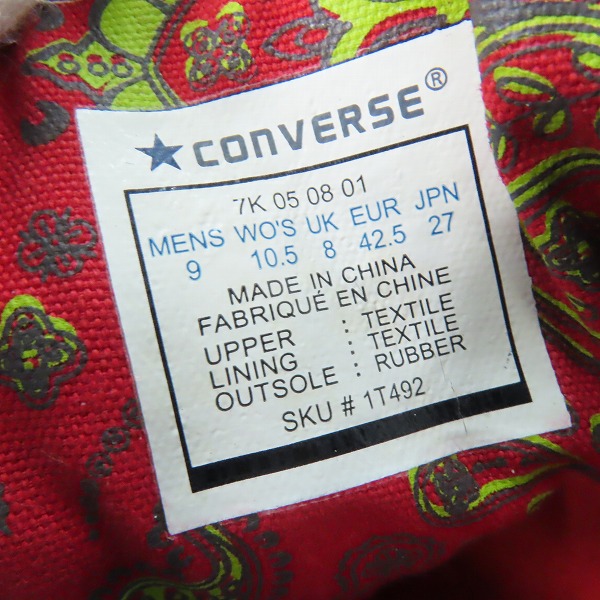 CONVERSE®
7K 05 08 01
MENS WO'S UK EUR JPN
9 10.5 8 42.5 27
MADE IN CHINA
FABRIQUÉ EN CHINE
UPPER : TEXTILE
LINING : TEXTILE
OUTSOLE : RUBBER
SKU # 1T492